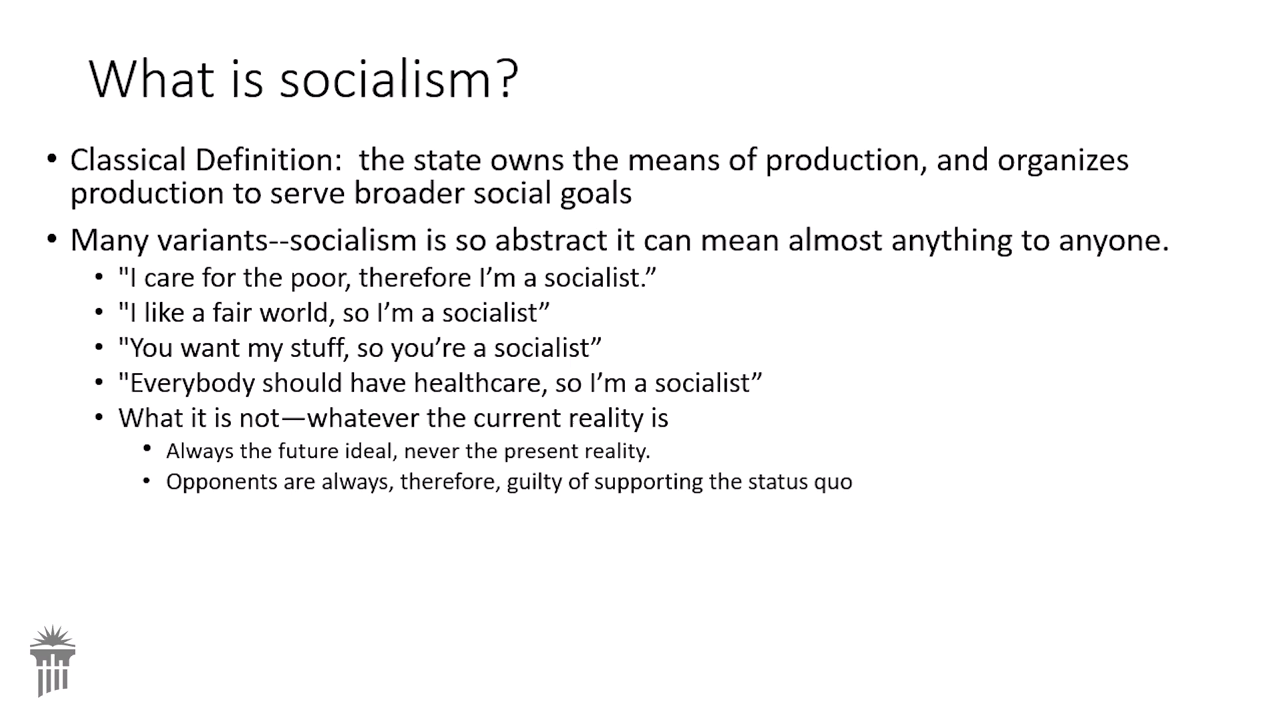 What is socialism?
• Classical Definition:  the state owns the means of production, and organizes
production to serve broader social goals
• Many variants--socialism is so abstract it can mean almost anything to anyone.
• "I care for the poor, therefore I’m a socialist.”
• "I like a fair world, so I’m a socialist”
• "You want my stuff, so you’re a socialist”
• "Everybody should have healthcare, so I’m a socialist”
• What it is not—whatever the current reality is
• Always the future ideal, never the present reality.
• Opponents are always, therefore, guilty of supporting the status quo